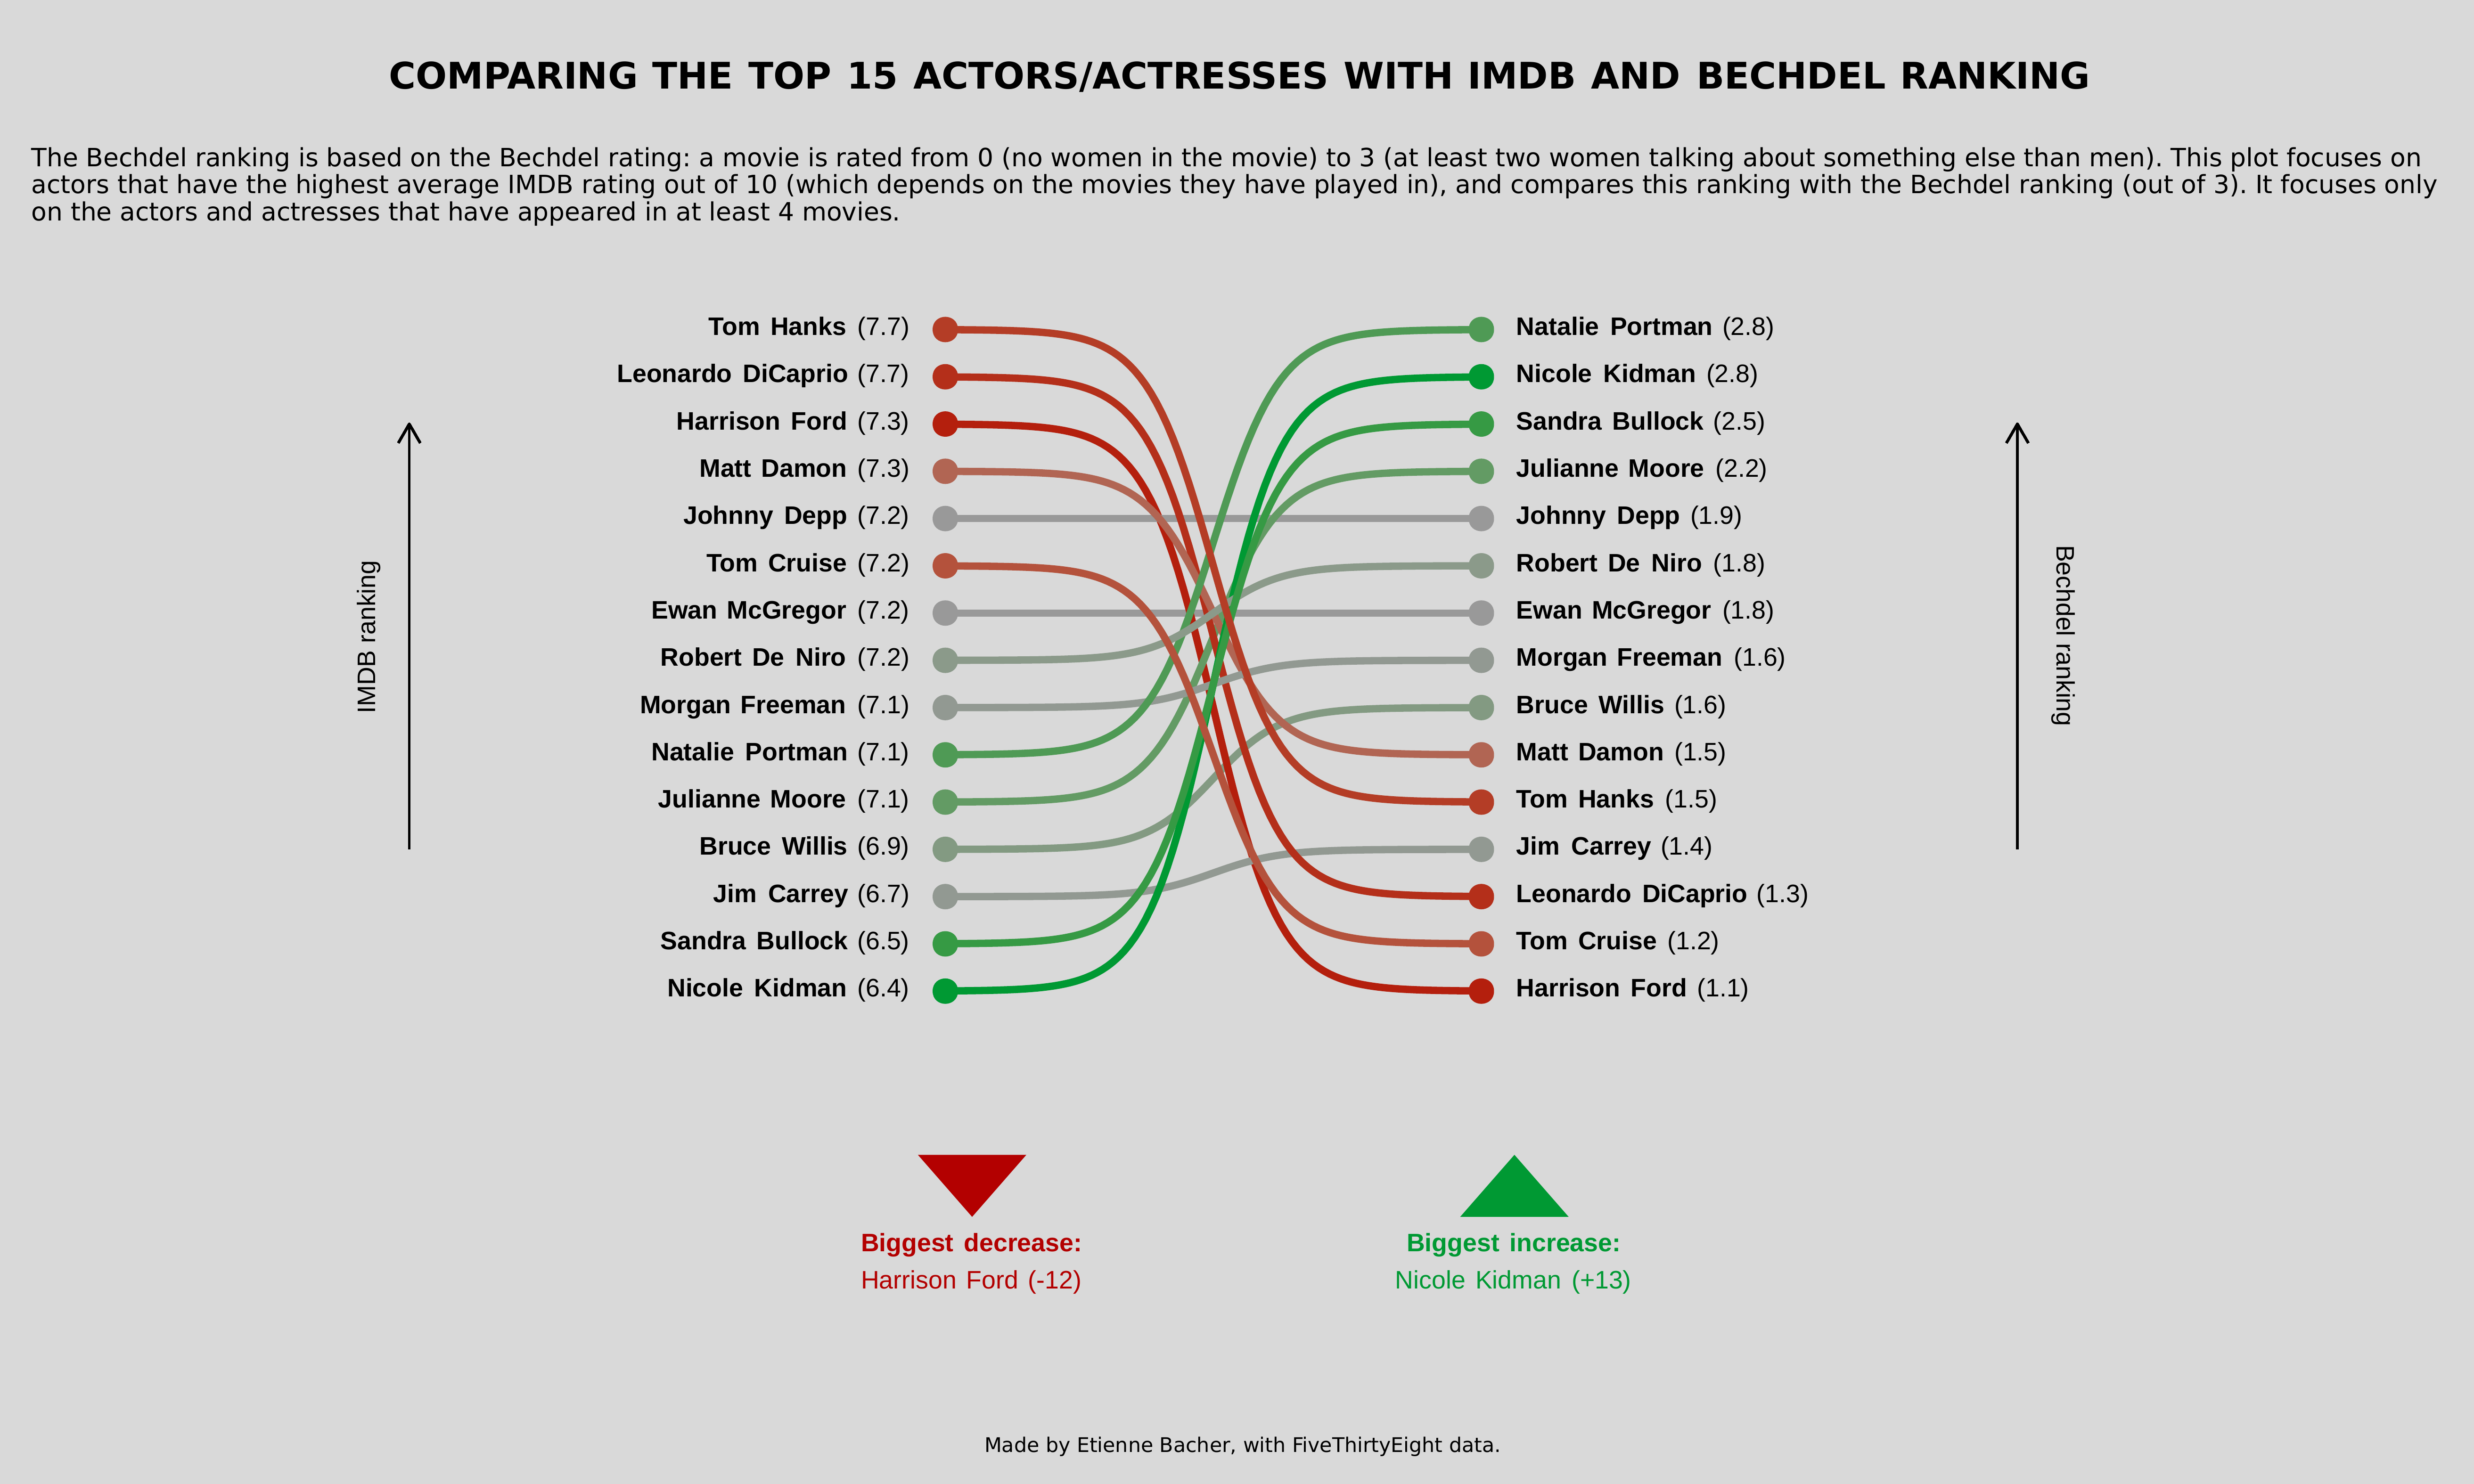 COMPARING THE TOP 15 ACTORS/ACTRESSES WITH IMDB AND BECHDEL RANKING
The Bechdel ranking is based on the Bechdel rating: a movie is rated from 0 (no women in the movie) to 3 (at least two women talking about something else than men). This plot focuses on
actors that have the highest average IMDB rating out of 10 (which depends on the movies they have played in), and compares this ranking with the Bechdel ranking (out of 3). It focuses only
on the actors and actresses that have appeared in at least 4 movies.
IMDB ranking
Tom Hanks (7.7)
Leonardo DiCaprio (7.7)
Harrison Ford (7.3)
Matt Damon (7.3)
Johnny Depp (7.2)
Tom Cruise (7.2)
Ewan McGregor (7.2)
Robert De Niro (7.2)
Morgan Freeman (7.1)
Natalie Portman (7.1)
Julianne Moore (7.1)
Bruce Willis (6.9)
Jim Carrey (6.7)
Sandra Bullock (6.5)
Nicole Kidman (6.4)
Natalie Portman (2.8)
Nicole Kidman (2.8)
Sandra Bullock (2.5)
Julianne Moore (2.2)
Johnny Depp (1.9)
Robert De Niro (1.8)
Ewan McGregor (1.8)
Morgan Freeman (1.6)
Bruce Willis (1.6)
Matt Damon (1.5)
Tom Hanks (1.5)
Jim Carrey (1.4)
Leonardo DiCaprio (1.3)
Tom Cruise (1.2)
Harrison Ford (1.1)
Bechdel ranking
Biggest decrease:
Harrison Ford (-12)
Biggest increase:
Nicole Kidman (+13)
Made by Etienne Bacher, with FiveThirtyEight data.